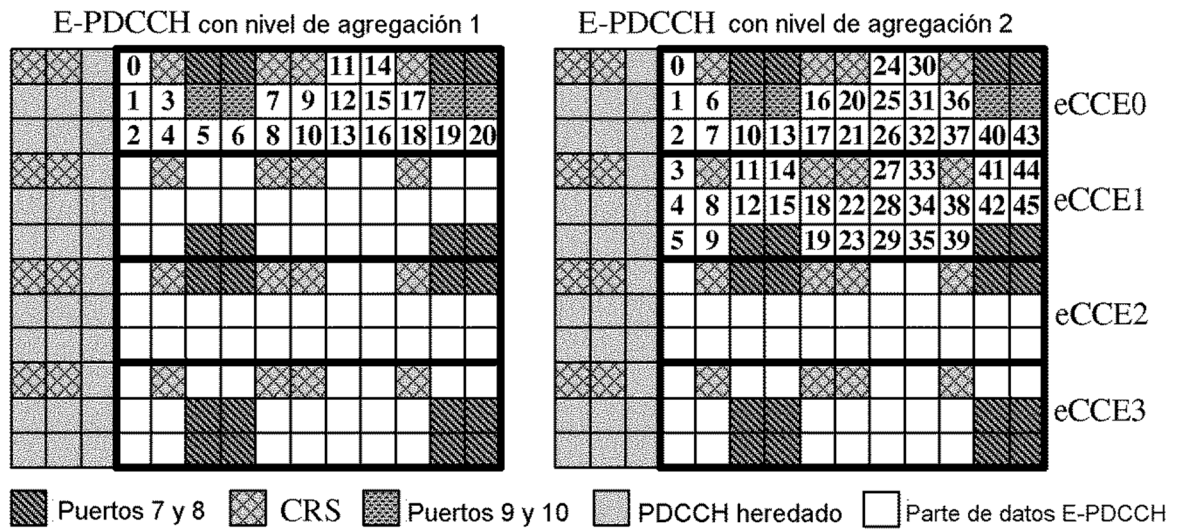 E-PDCCH con nivel de agregación 1
E-PDCCH con nivel de agregación 2
0 11 14
1 3 7 9 12 15 17
2 4 5 6 8 10 13 16 18 19 20
0 24 30
1 6 16 20 25 31 36
2 7 10 13 17 21 26 32 37 40 43
3 11 14 27 33 41 44
4 8 12 15 18 22 28 34 38 42 45
5 9 19 23 29 35 39
eCCE0
eCCE1
eCCE2
eCCE3
Puertos 7 y 8
CRS
Puertos 9 y 10
PDCCH heredado
Parte de datos E-PDCCH